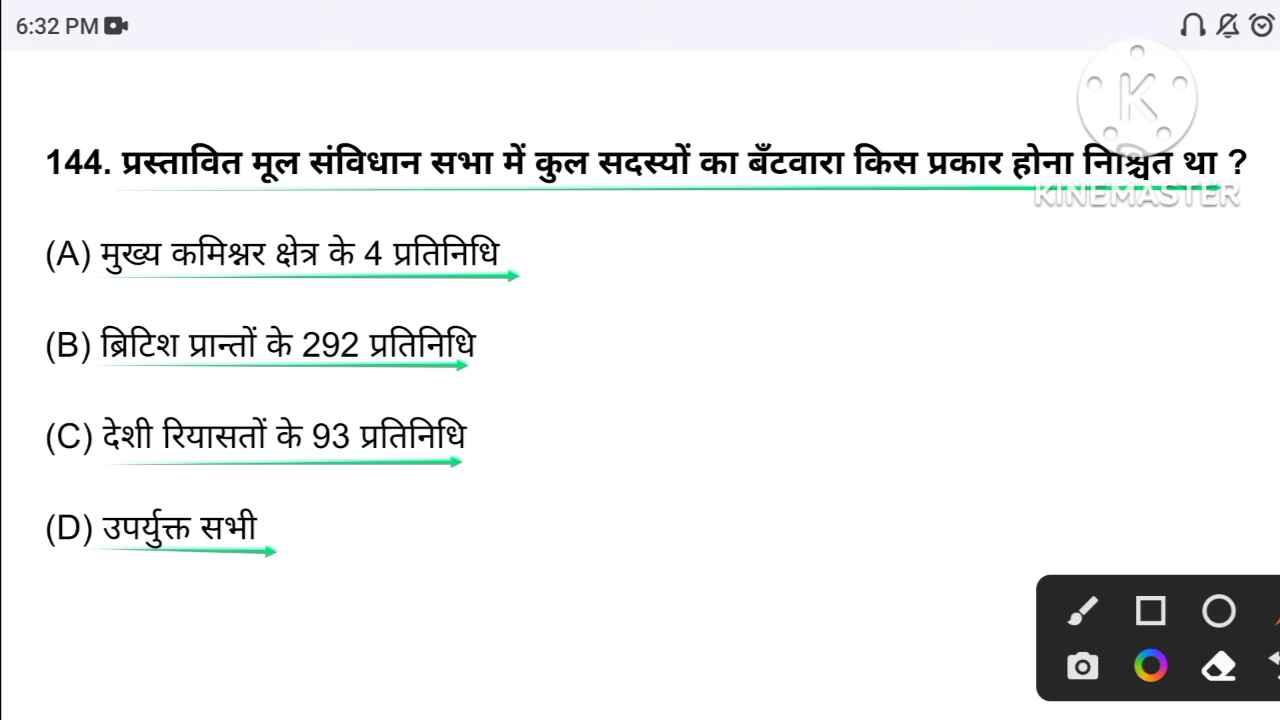 6:32 PM
K
144. प्रस्तावित मूल संविधान सभा में कुल सदस्यों का बँटवारा किस प्रकार होना निश्चित था ?
KINEMASTER
(A) मुख्य कमिश्नर क्षेत्र के 4 प्रतिनिधि
(B) ब्रिटिश प्रान्तों के 292 प्रतिनिधि
(C) देशी रियासतों के 93 प्रतिनिधि
(D) उपर्युक्त सभी